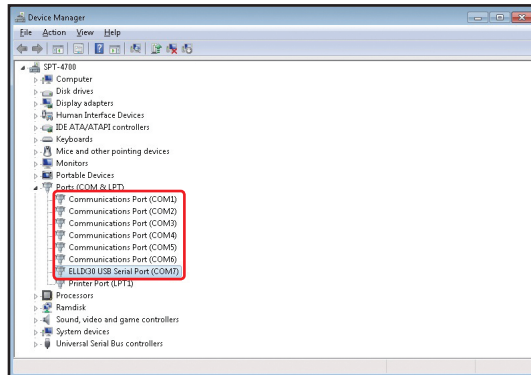 Device Manager
File Action View Help
SPT-4700
Computer
Disk drives
Display adapters
Human Interface Devices
IDE ATA/ATAPI controllers
Keyboards
Mice and other pointing devices
Monitors
Portable Devices
Ports (COM & LPT)
Communications Port (COM1)
Communications Port (COM2)
Communications Port (COM3)
Communications Port (COM4)
Communications Port (COM5)
Communications Port (COM6)
ELLIX30 USB Serial Port (COM7)
Printer Port (LPT1)
Processors
Ramdisk
Sound, video and game controllers
System devices
Universal Serial Bus controllers